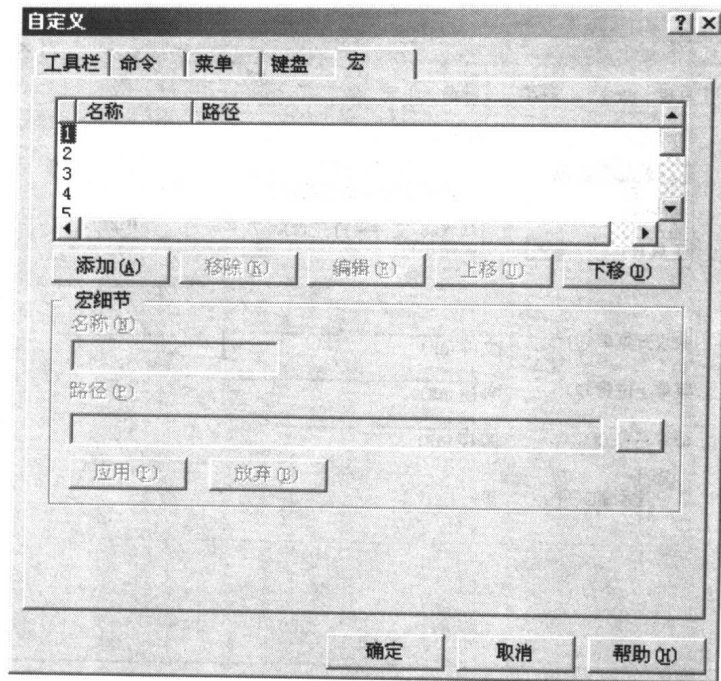 自定义
工具栏 命令 菜单 键盘 宏
名称 路径
1
2
3
4
5
添加(A) 移除(R) 编辑(E) 上移(U) 下移(D)
宏细节
名称(N)
路径(P)
应用(Y) 放弃(B)
确定 取消 帮助(H)